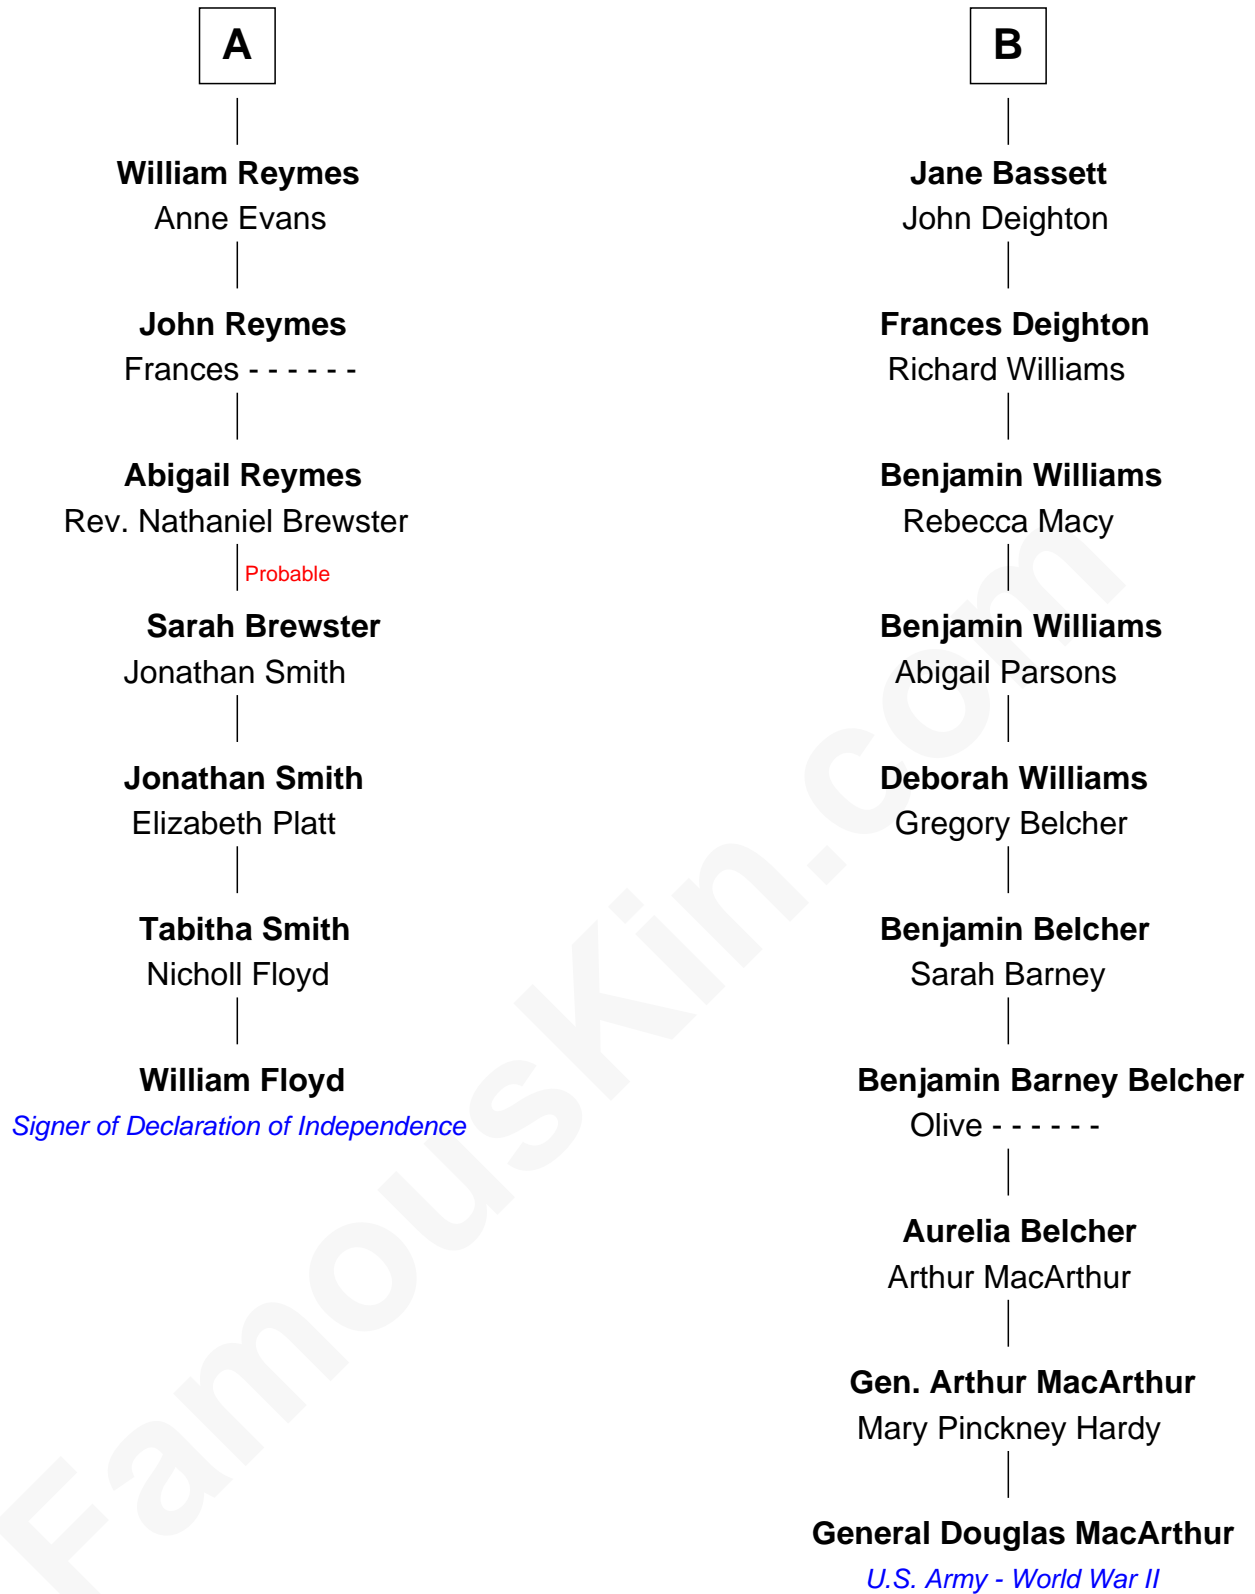 A
William Reymes
Anne Evans
John Reymes
Frances - - - - - -
Abigail Reymes
Rev. Nathaniel Brewster
Probable
Sarah Brewster
Jonathan Smith
Jonathan Smith
Elizabeth Platt
Tabitha Smith
Nicholl Floyd
William Floyd
Signer of Declaration of Independence
B
Jane Bassett
John Deighton
Frances Deighton
Richard Williams
Benjamin Williams
Rebecca Macy
Benjamin Williams
Abigail Parsons
Deborah Williams
Gregory Belcher
Benjamin Belcher
Sarah Barney
Benjamin Barney Belcher
Olive - - - - - -
Aurelia Belcher
Arthur MacArthur
Gen. Arthur MacArthur
Mary Pinckney Hardy
General Douglas MacArthur
U.S. Army - World War II
FamousKin.com